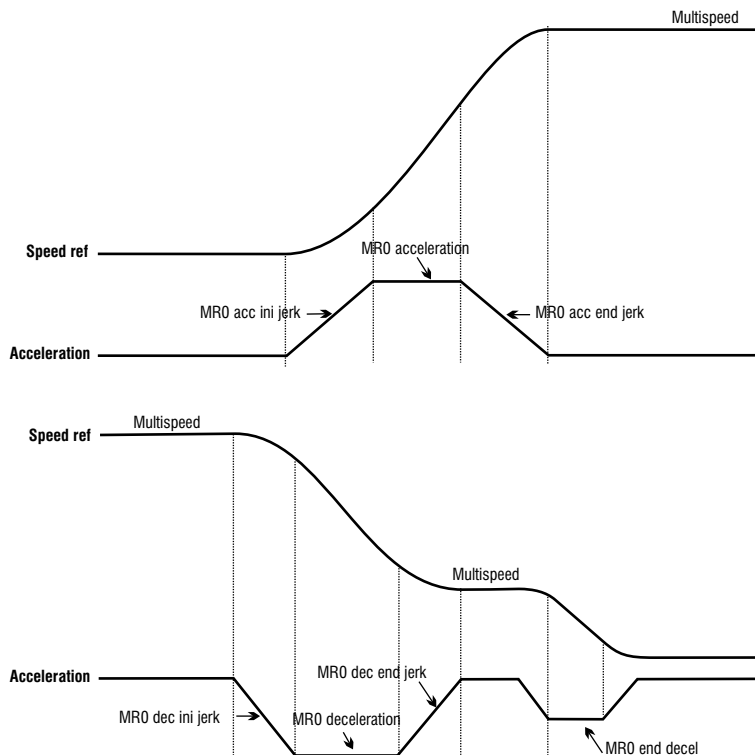 Multispeed
Speed ref
MR0 acceleration
MR0 acc ini jerk
MR0 acc end jerk
Acceleration
Multispeed
Speed ref
Multispeed
MR0 dec end jerk
Acceleration
MR0 dec ini jerk
MR0 deceleration
MR0 end decel